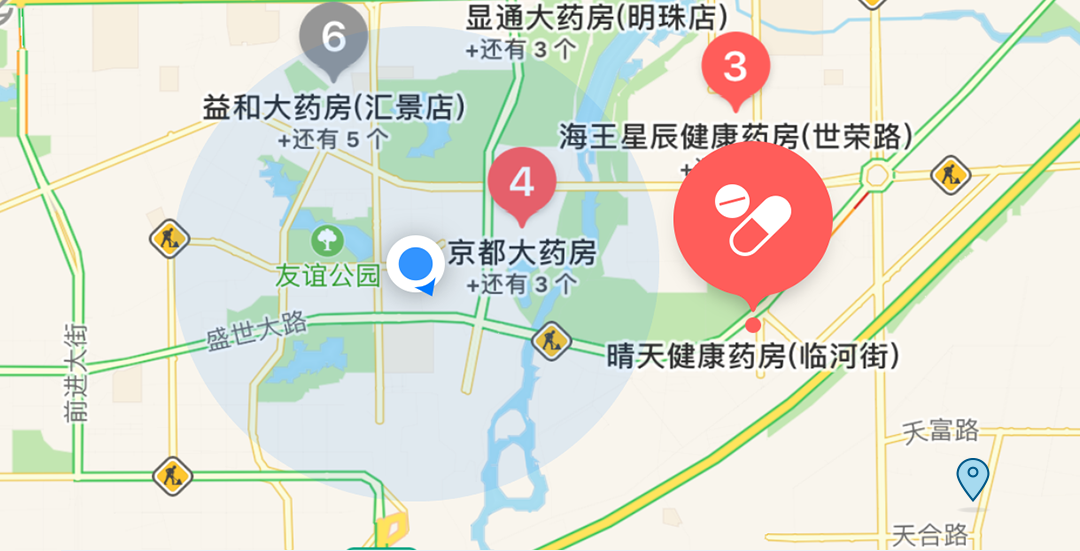 显通大药房(明珠店)
+还有 3 个
6
3
益和大药房(汇景店)
+还有 5 个
海王星辰健康药房(世荣路)
4
京都大药房
+还有 3 个
友谊公园
盛世大路
前进大街
晴天健康药房(临河街)
天富路
天合路